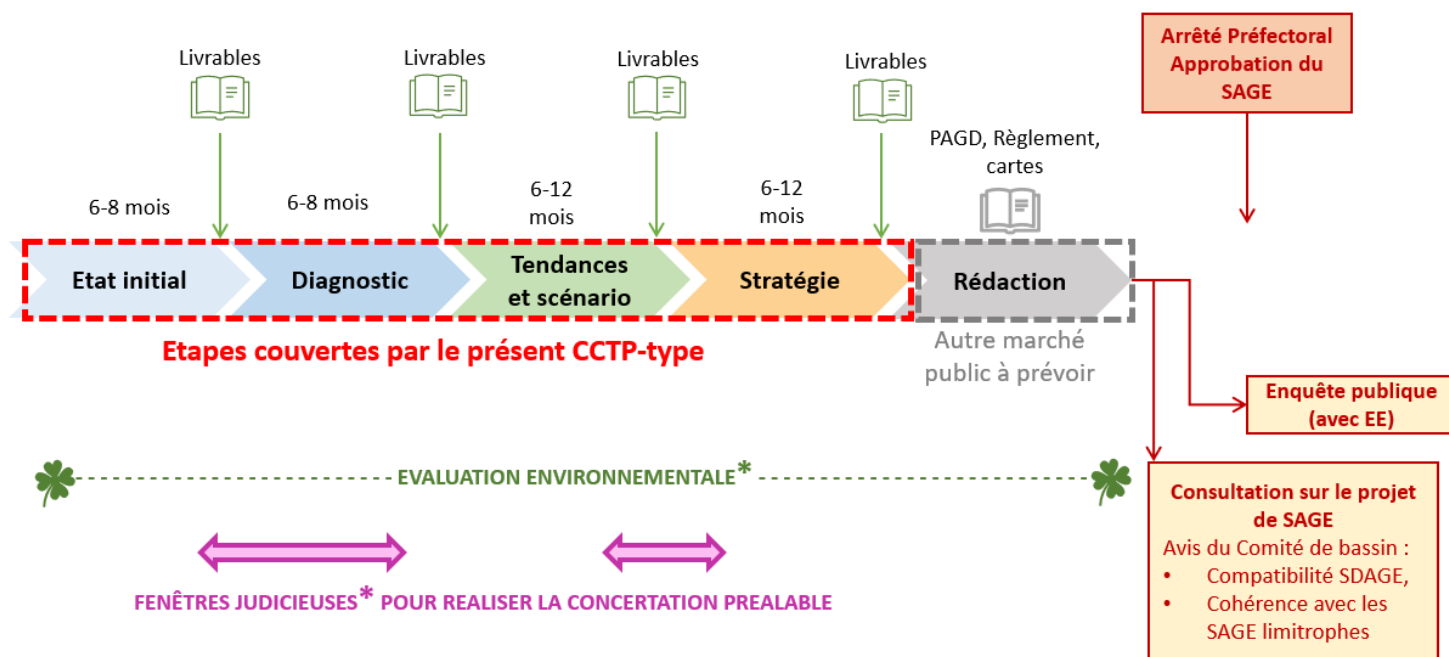 Livrables
Livrables
Livrables
Livrables
Arrêté Préfectoral
Approbation du
SAGE
PAGD, Règlement,
cartes
6-8 mois
6-8 mois
6-12
mois
6-12
mois
Etat initial
Diagnostic
Tendances
et scénario
Stratégie
Rédaction
Etapes couvertes par le présent CCTP-type
Autre marché
public à prévoir
Enquête publique
(avec EE)
EVALUATION ENVIRONNEMENTALE*
Consultation sur le projet
de SAGE
Avis du Comité de bassin :
• Compatibilité SDAGE,
• Cohérence avec les
SAGE limitrophes
FENÊTRES JUDICIEUSES* POUR REALISER LA CONCERTATION PREALABLE